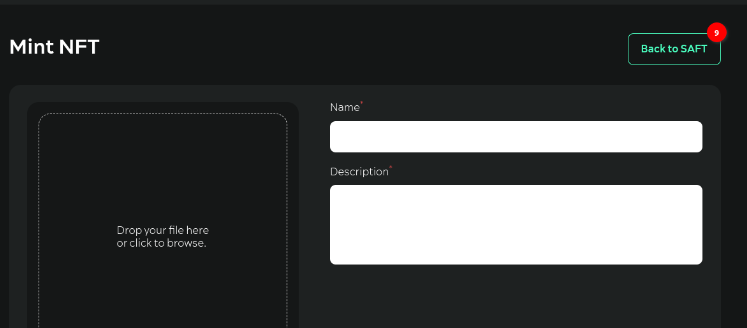 Mint NFT
9
Back to SAFT
Name*
Description*
Drop your file here
or click to browse.